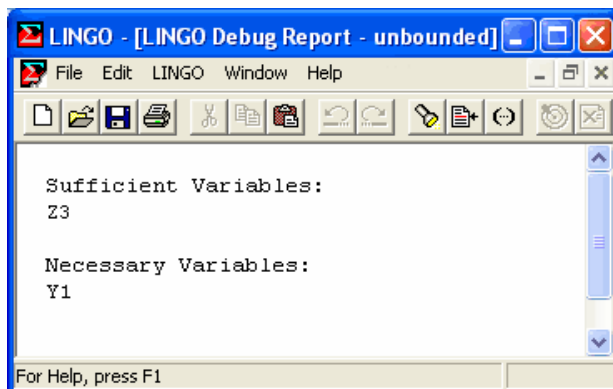 LINGO - [LINGO Debug Report - unbounded]
File Edit LINGO Window Help
Sufficient Variables:
Z3
Necessary Variables:
Y1
For Help, press F1